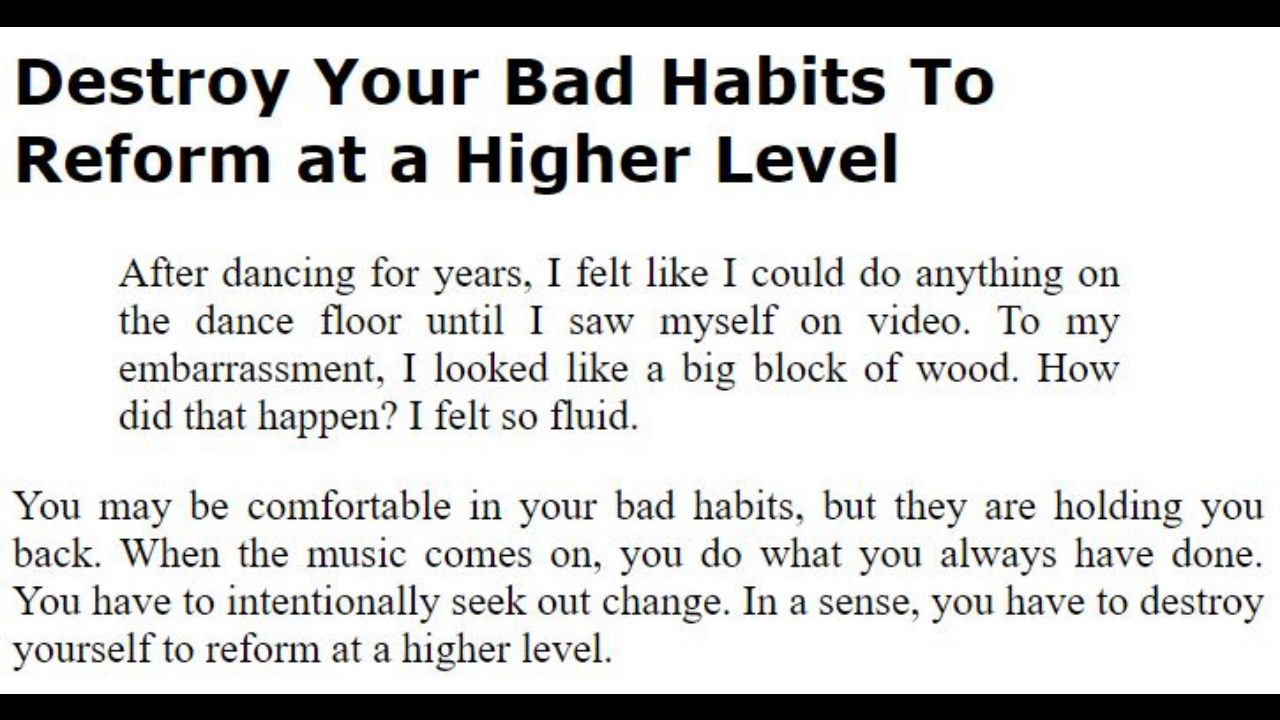 Destroy Your Bad Habits To
Reform at a Higher Level
After dancing for years, I felt like I could do anything on
the dance floor until I saw myself on video. To my
embarrassment, I looked like a big block of wood. How
did that happen? I felt so fluid.
You may be comfortable in your bad habits, but they are holding you
back. When the music comes on, you do what you always have done.
You have to intentionally seek out change. In a sense, you have to destroy
yourself to reform at a higher level.